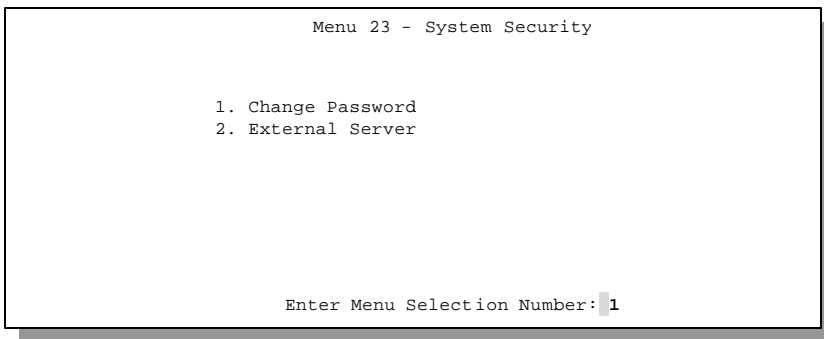 Menu 23 - System Security
1. Change Password
2. External Server
Enter Menu Selection Number: 1